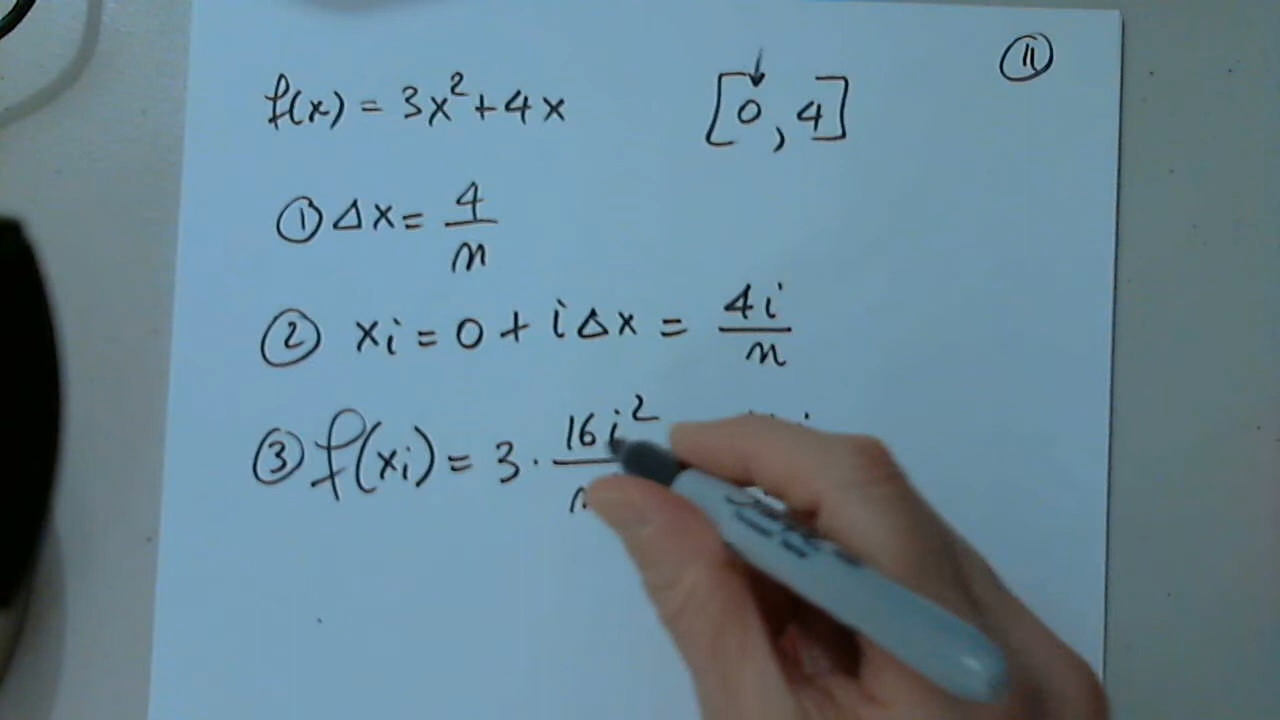 f(x) = 3x² + 4x [0, 4] ⑪
① Δx = 4/n
② xi = 0 + iΔx = 4i/n
③ f(xi) = 3 · 16i²